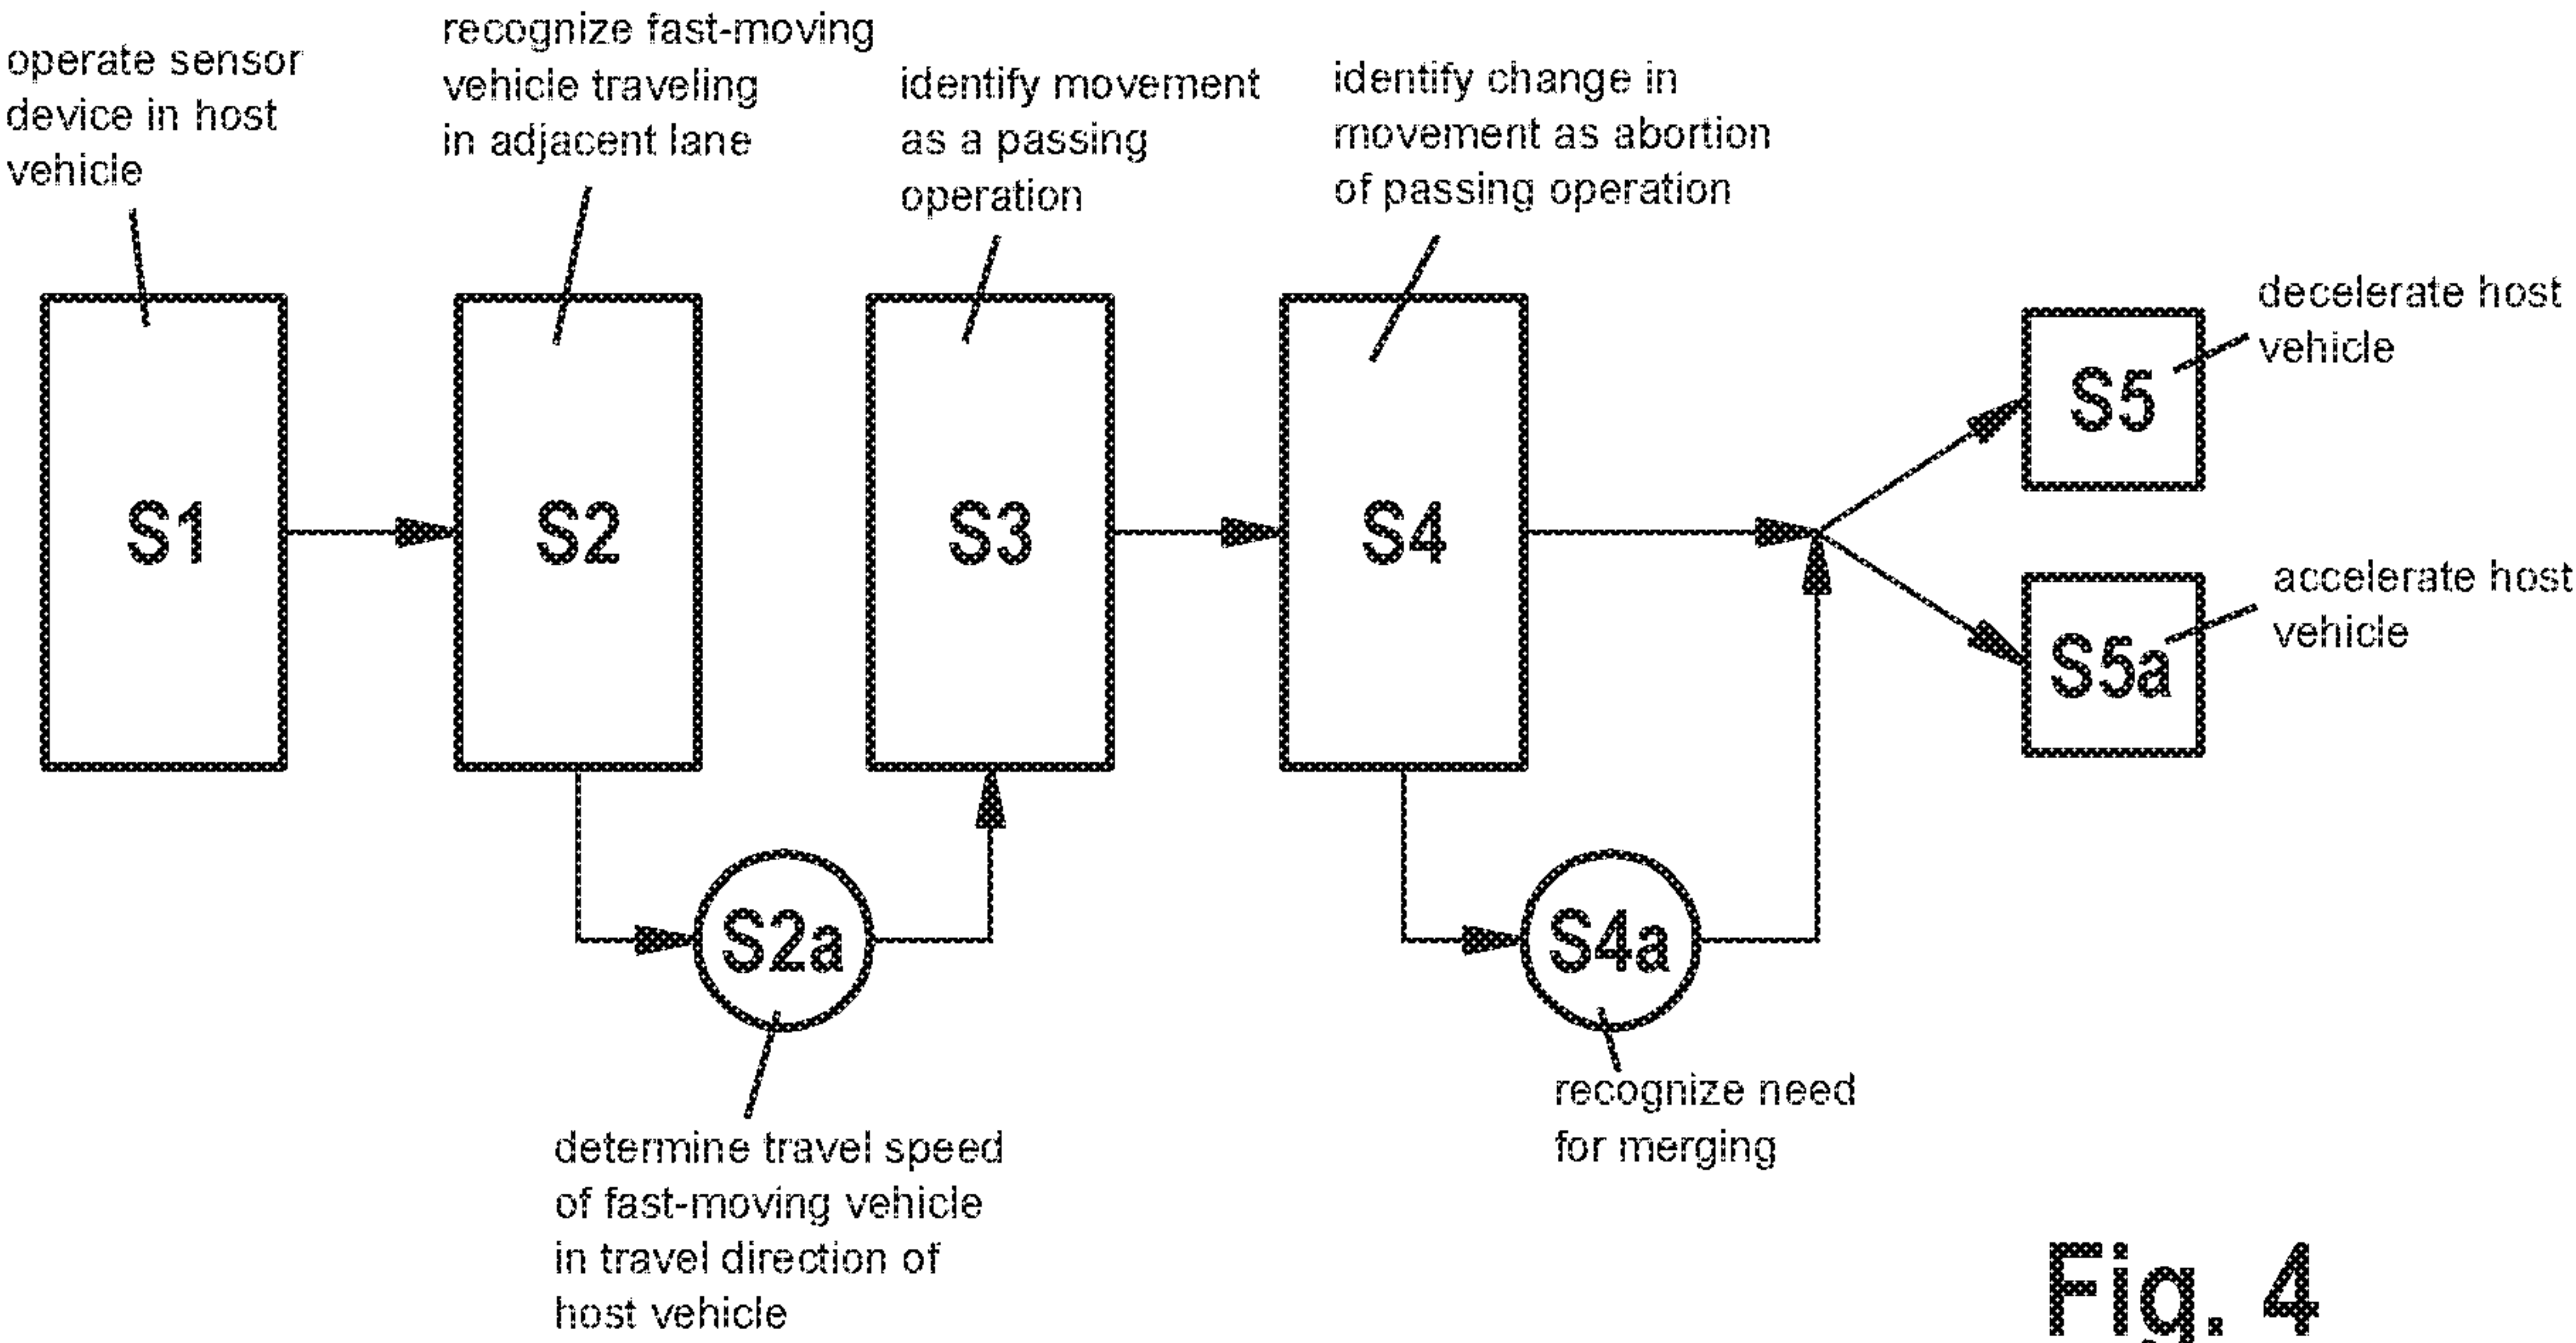 operate sensor
device in host
vehicle
recognize fast-moving
vehicle traveling
in adjacent lane
identify movement
as a passing
operation
identify change in
movement as abortion
of passing operation
decelerate host
vehicle
accelerate host
vehicle
S1
S2
S3
S4
S5
S5a
S2a
S4a
determine travel speed
of fast-moving vehicle
in travel direction of
host vehicle
recognize need
for merging
Fig. 4